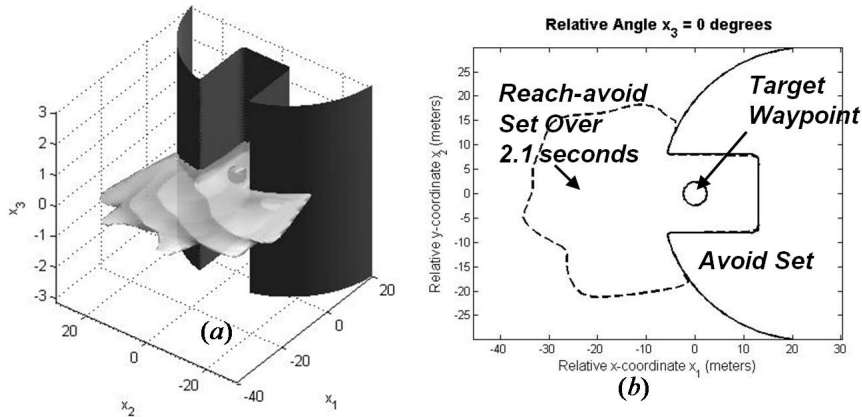 3
2
1
0
-1
-2
-3
x3
20
0
-20
x2
-40
-20
0
20
x1
(a)
Relative Angle x3 = 0 degrees
Reach-avoid
Set Over
2.1 seconds
Target
Waypoint
Avoid Set
25
20
15
10
5
0
-5
-10
-15
-20
-25
Relative y-coordinate x2 (meters)
-40
-30
-20
-10
0
10
20
30
Relative x-coordinate x1 (meters)
(b)